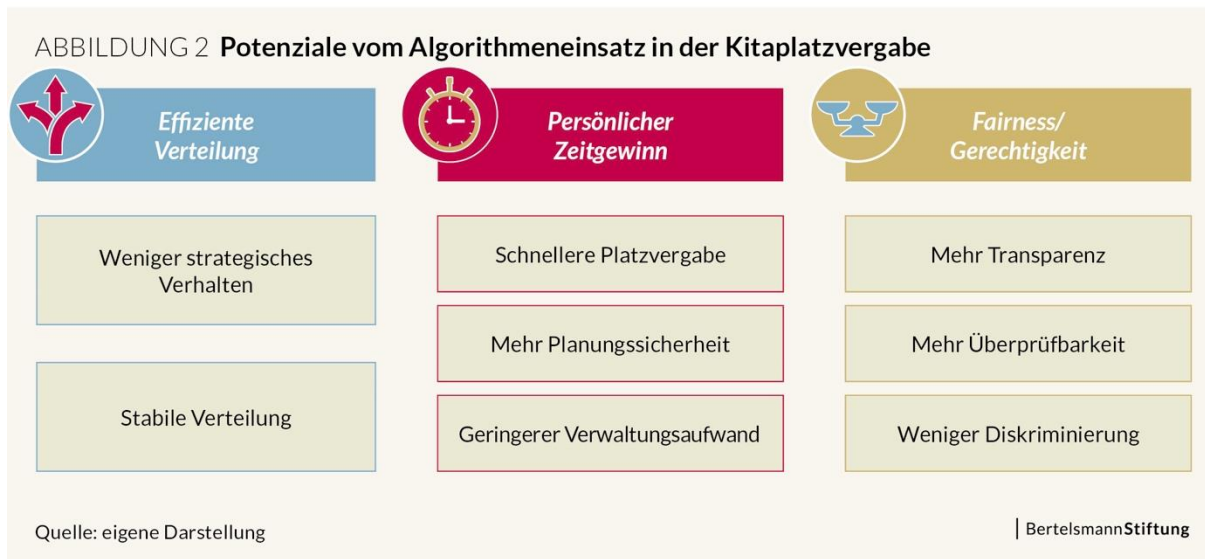 ABBILDUNG 2 Potenziale vom Algorithmeneinsatz in der Kitaplatzvergabe
Effiziente
Verteilung
Weniger strategisches
Verhalten
Stabile Verteilung
Persönlicher
Zeitgewinn
Schnellere Platzvergabe
Mehr Planungssicherheit
Geringerer Verwaltungsaufwand
Fairness/
Gerechtigkeit
Mehr Transparenz
Mehr Überprüfbarkeit
Weniger Diskriminierung
Quelle: eigene Darstellung
| BertelsmannStiftung